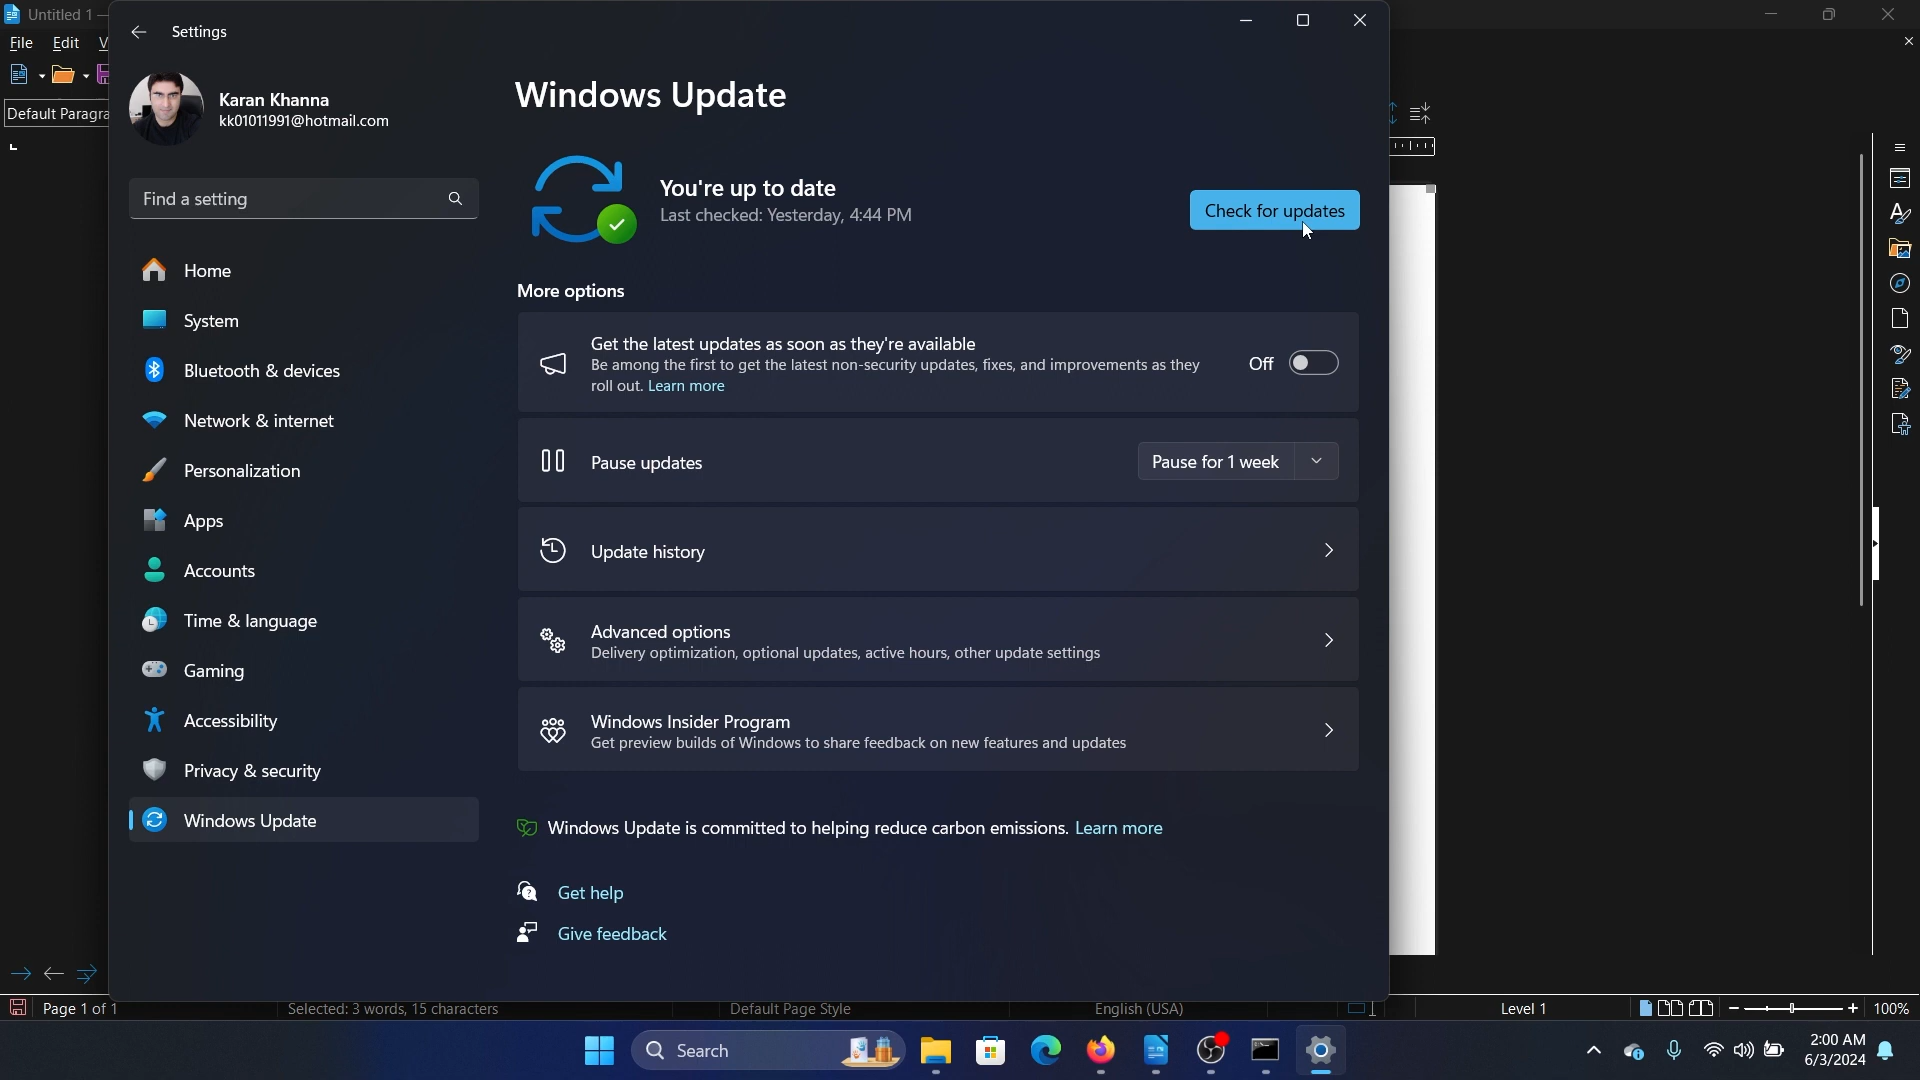 Untitled 1 —
File Edit V
Default Paragra
Settings
Karan Khanna
kk01011991@hotmail.com
Find a setting
Home
System
Bluetooth & devices
Network & internet
Personalization
Apps
Accounts
Time & language
Gaming
Accessibility
Privacy & security
Windows Update
Windows Update
You're up to date
Last checked: Yesterday, 4:44 PM
Check for updates
More options
Get the latest updates as soon as they're available
Be among the first to get the latest non-security updates, fixes, and improvements as they
roll out. Learn more
Off
Pause updates
Pause for 1 week
Update history
Advanced options
Delivery optimization, optional updates, active hours, other update settings
Windows Insider Program
Get preview builds of Windows to share feedback on new features and updates
Windows Update is committed to helping reduce carbon emissions. Learn more
Get help
Give feedback
Page 1 of 1
Selected: 3 words, 15 characters
Default Page Style
English (USA)
Level 1
100%
Search
2:00 AM
6/3/2024